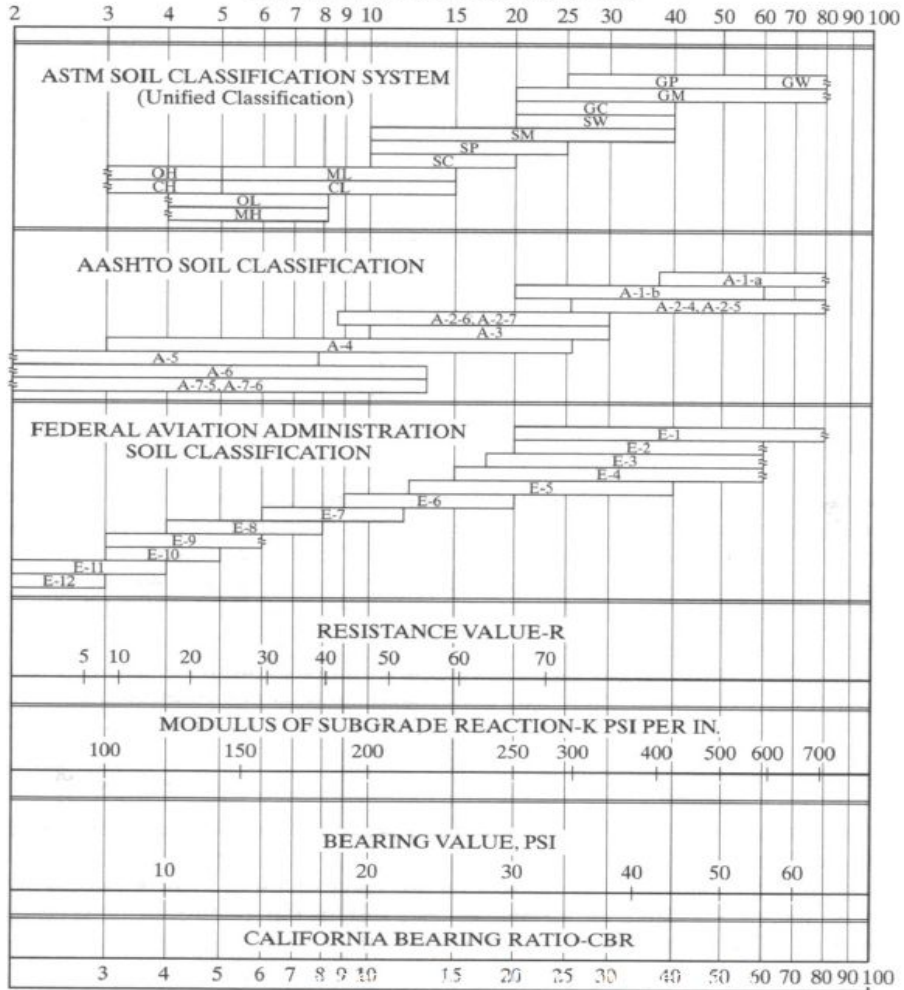 2 3 4 5 6 7 8 9 10 15 20 25 30 40 50 60 70 80 90 100
ASTM SOIL CLASSIFICATION SYSTEM
(Unified Classification)
GP GW
GM
GC
SW
SM
SP
SC
OH ML
CH CL
OL
MH
AASHTO SOIL CLASSIFICATION
A-1-a
A-1-b
A-2-4, A-2-5
A-2-6, A-2-7
A-3
A-4
A-5
A-6
A-7-5, A-7-6
FEDERAL AVIATION ADMINISTRATION
SOIL CLASSIFICATION
E-1
E-2
E-3
E-4
E-5
E-6
E-7
E-8
E-9
E-10
E-11
E-12
RESISTANCE VALUE-R
5 10 20 30 40 50 60 70
MODULUS OF SUBGRADE REACTION-K PSI PER IN.
100 150 200 250 300 400 500 600 700
BEARING VALUE, PSI
10 20 30 40 50 60
CALIFORNIA BEARING RATIO-CBR
3 4 5 6 7 8 9 10 15 20 25 30 40 50 60 70 80 90 100